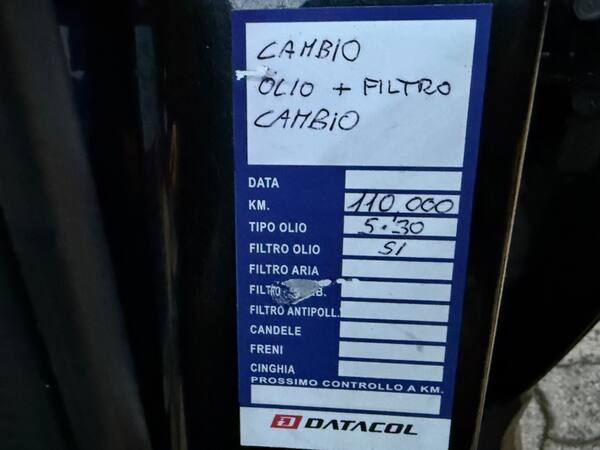 CAMBIO
OLIO + FILTRO
CAMBIO
DATA
KM. 110,000
TIPO OLIO 5.30
FILTRO OLIO SI
FILTRO ARIA
FILTRO B.
FILTRO ANTIPOLL.
CANDELE
FRENI
CINGHIA
PROSSIMO CONTROLLO A KM.
DATACOL